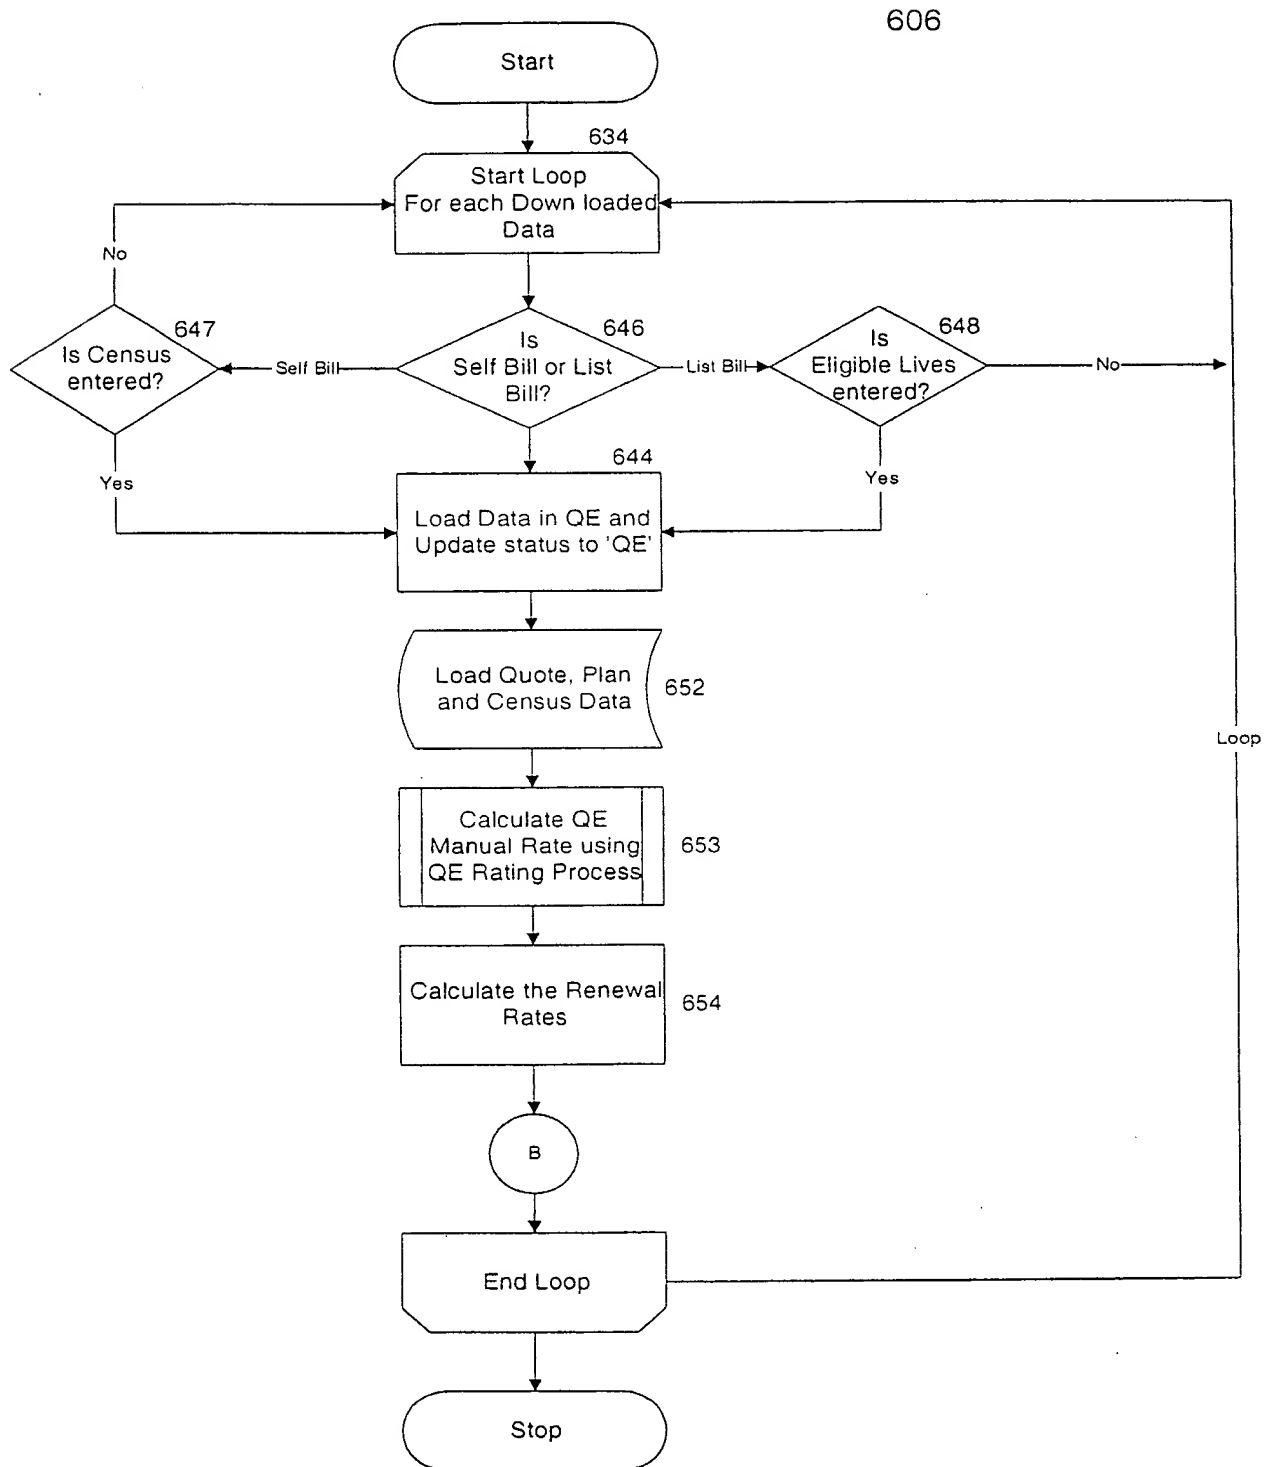 606
Start
634
Start Loop
For each Down loaded
Data
No
647
Is Census
entered?
Self Bill
646
Is
Self Bill or List
Bill?
List Bill
648
Is
Eligible Lives
entered?
No
Yes
644
Yes
Load Data in QE and
Update status to 'QE'
Load Quote, Plan
and Census Data
652
Loop
Calculate QE
Manual Rate using
QE Rating Process
653
Calculate the Renewal
Rates
654
B
End Loop
Stop